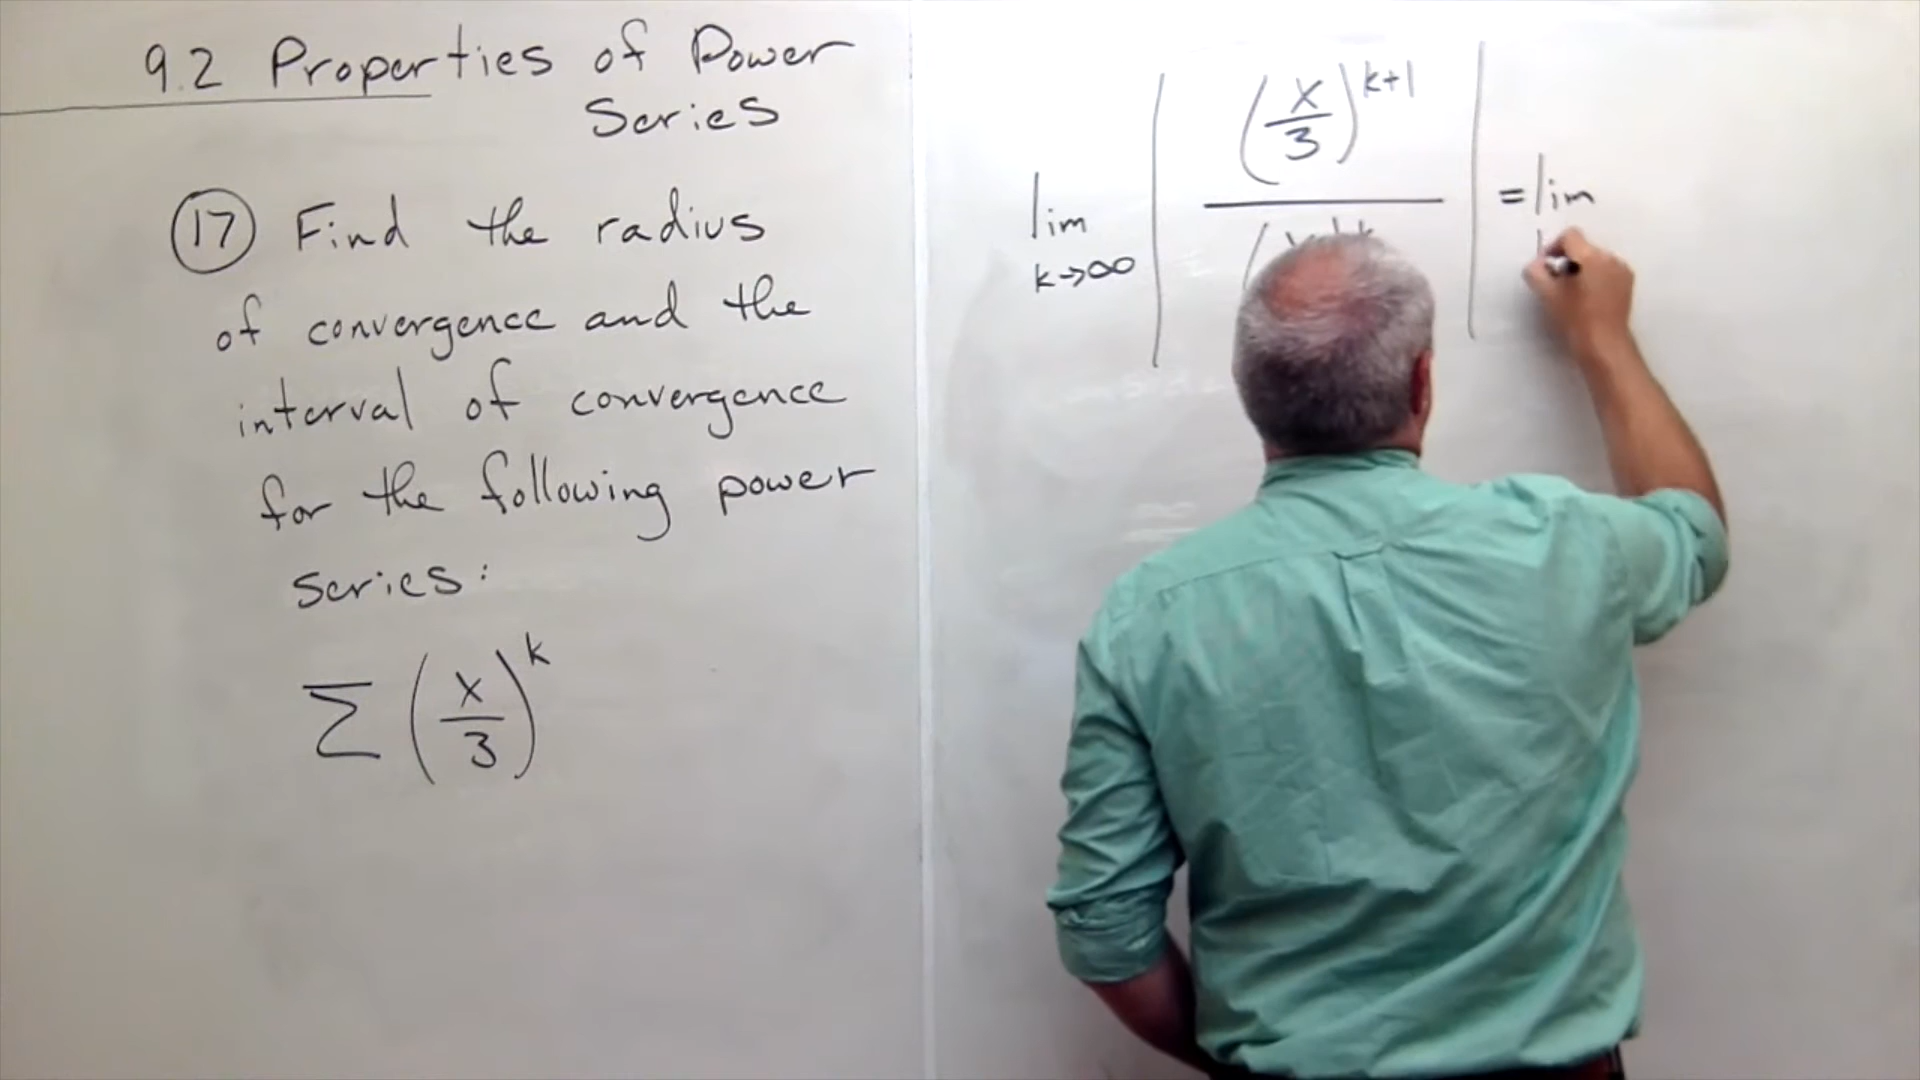 9.2 Properties of Power
Series
17 Find the radius
of convergence and the
interval of convergence
for the following power
series:
∑ (x/3)^k
lim k→∞ | (x/3)^(k+1) / ( | = lim